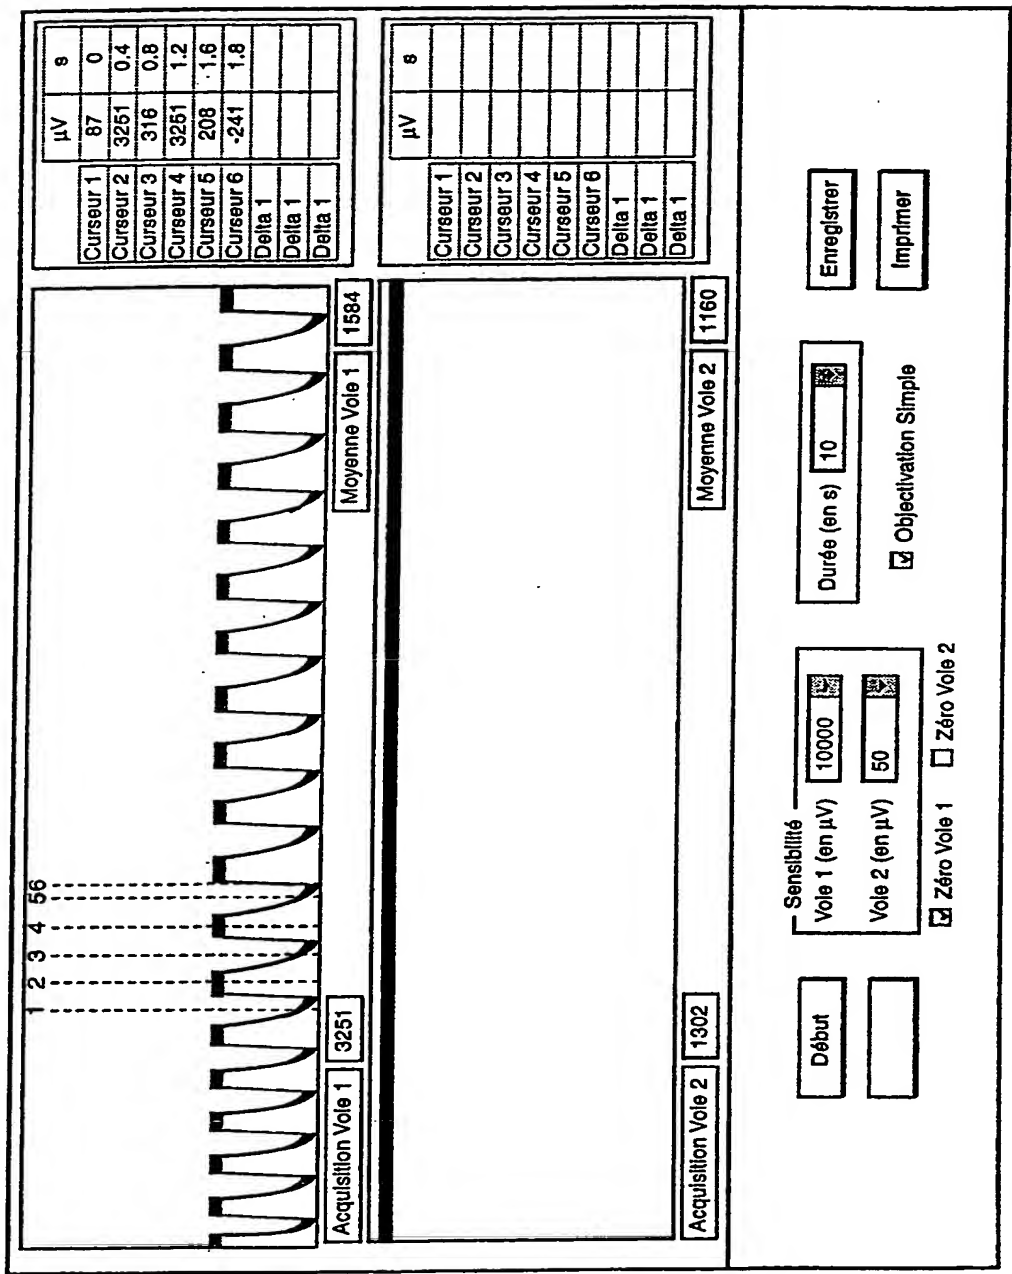 1 2 3 4 56
µV s
Curseur 1 87 0
Curseur 2 3251 0.4
Curseur 3 316 0.8
Curseur 4 3251 1.2
Curseur 5 208 1.6
Curseur 6 -241 1.8
Delta 1
Delta 1
Delta 1
Acquisition Voie 1 3251
Moyenne Voie 1 1584
µV s
Curseur 1
Curseur 2
Curseur 3
Curseur 4
Curseur 5
Curseur 6
Delta 1
Delta 1
Delta 1
Acquisition Voie 2 1302
Moyenne Voie 2 1160
Début
Sensibilité
Voie 1 (en µV) 10000
Voie 2 (en µV) 50
Zéro Voie 1
Zéro Voie 2
Durée (en s) 10
Objectivation Simple
Enregistrer
Imprimer